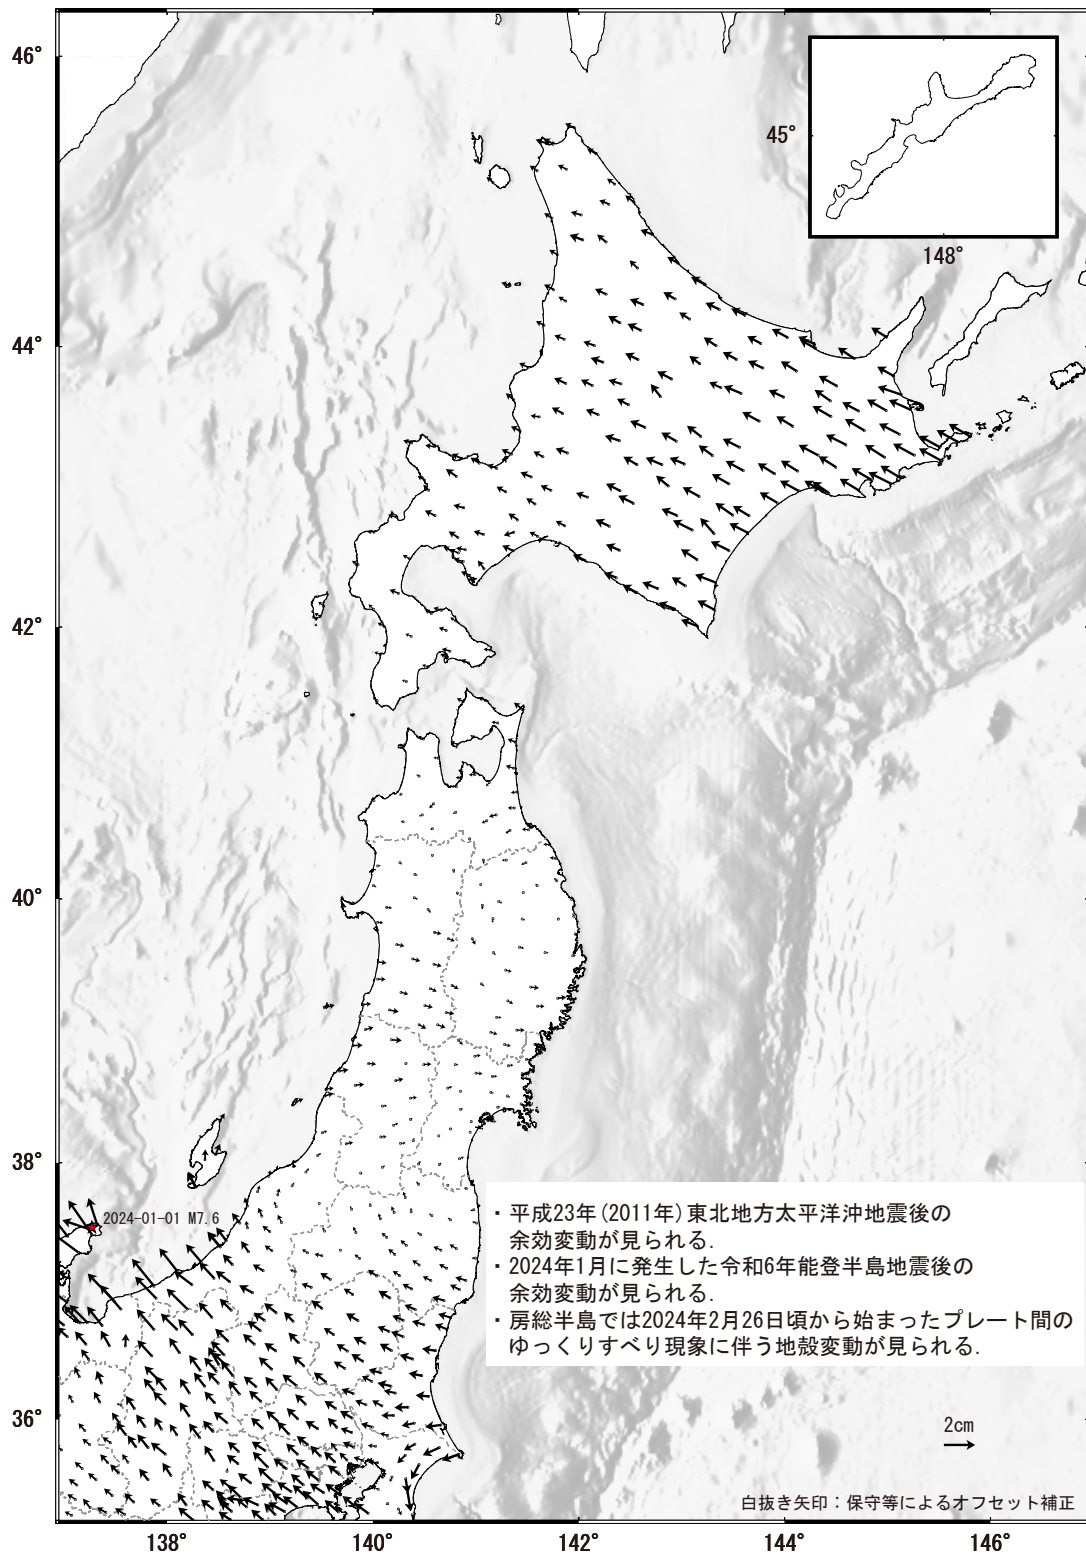 46°
45°
148°
44°
42°
40°
38°
2024-01-01 M7.6
・平成23年(2011年)東北地方太平洋沖地震後の
余効変動が見られる.
・2024年1月に発生した令和6年能登半島地震後の
余効変動が見られる.
・房総半島では2024年2月26日頃から始まったプレート間の
ゆっくりすべり現象に伴う地殻変動が見られる.
36°
2cm
白抜き矢印:保守等によるオフセット補正
138°
140°
142°
144°
146°